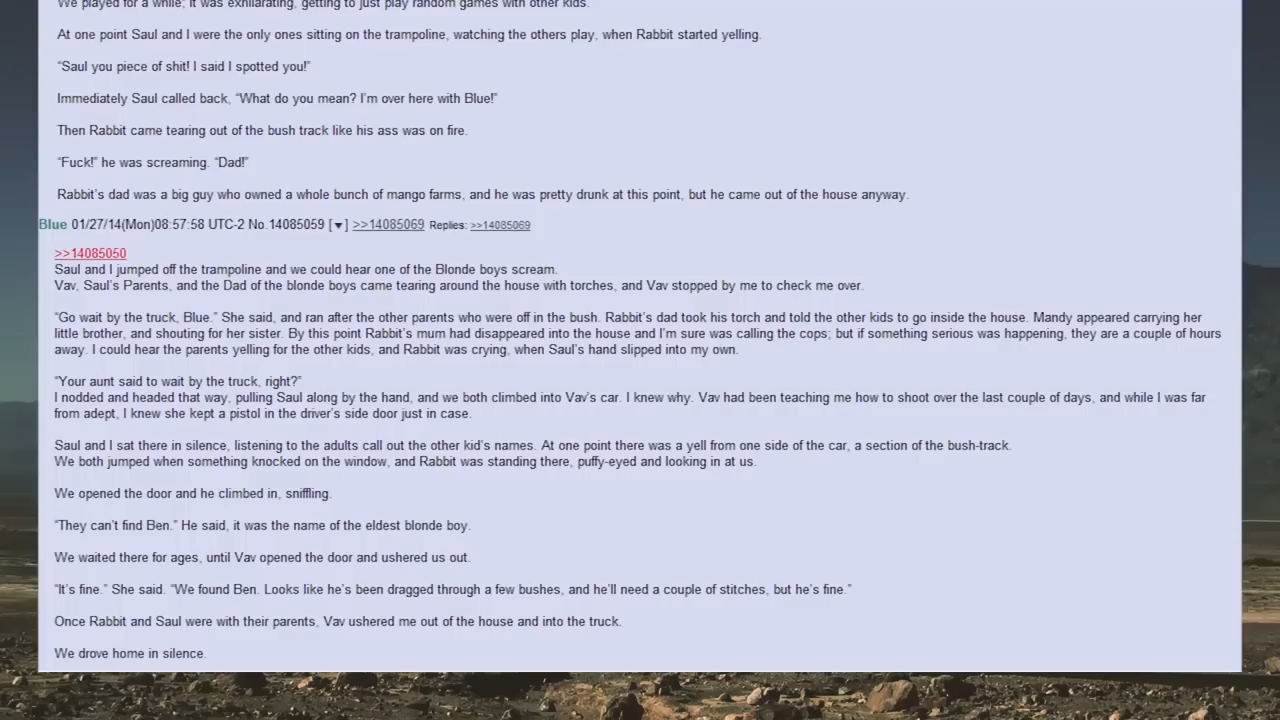 We played for a while; it was exhilarating, getting to just play random games with other kids.
At one point Saul and I were the only ones sitting on the trampoline, watching the others play, when Rabbit started yelling.
“Saul you piece of shit! I said I spotted you!”
Immediately Saul called back, “What do you mean? I’m over here with Blue!”
Then Rabbit came tearing out of the bush track like his ass was on fire.
“Fuck!” he was screaming. “Dad!”
Rabbit’s dad was a big guy who owned a whole bunch of mango farms, and he was pretty drunk at this point, but he came out of the house anyway.
Blue 01/27/14(Mon)08:57:58 UTC-2 No.14085059 [▾] >>14085069 Replies: >>14085069
>>14085050
Saul and I jumped off the trampoline and we could hear one of the Blonde boys scream.
Vav, Saul’s Parents, and the Dad of the blonde boys came tearing around the house with torches, and Vav stopped by me to check me over.
“Go wait by the truck, Blue.” She said, and ran after the other parents who were off in the bush. Rabbit’s dad took his torch and told the other kids to go inside the house. Mandy appeared carrying her
little brother, and shouting for her sister. By this point Rabbit’s mum had disappeared into the house and I’m sure was calling the cops; but if something serious was happening, they are a couple of hours
away. I could hear the parents yelling for the other kids, and Rabbit was crying, when Saul’s hand slipped into my own.
“Your aunt said to wait by the truck, right?”
I nodded and headed that way, pulling Saul along by the hand, and we both climbed into Vav’s car. I knew why. Vav had been teaching me how to shoot over the last couple of days, and while I was far
from adept, I knew she kept a pistol in the driver’s side door just in case.
Saul and I sat there in silence, listening to the adults call out the other kid’s names. At one point there was a yell from one side of the car, a section of the bush-track.
We both jumped when something knocked on the window, and Rabbit was standing there, puffy-eyed and looking in at us.
We opened the door and he climbed in, sniffling.
“They can’t find Ben.” He said, it was the name of the eldest blonde boy.
We waited there for ages, until Vav opened the door and ushered us out.
“It’s fine.” She said. “We found Ben. Looks like he’s been dragged through a few bushes, and he’ll need a couple of stitches, but he’s fine.”
Once Rabbit and Saul were with their parents, Vav ushered me out of the house and into the truck.
We drove home in silence.